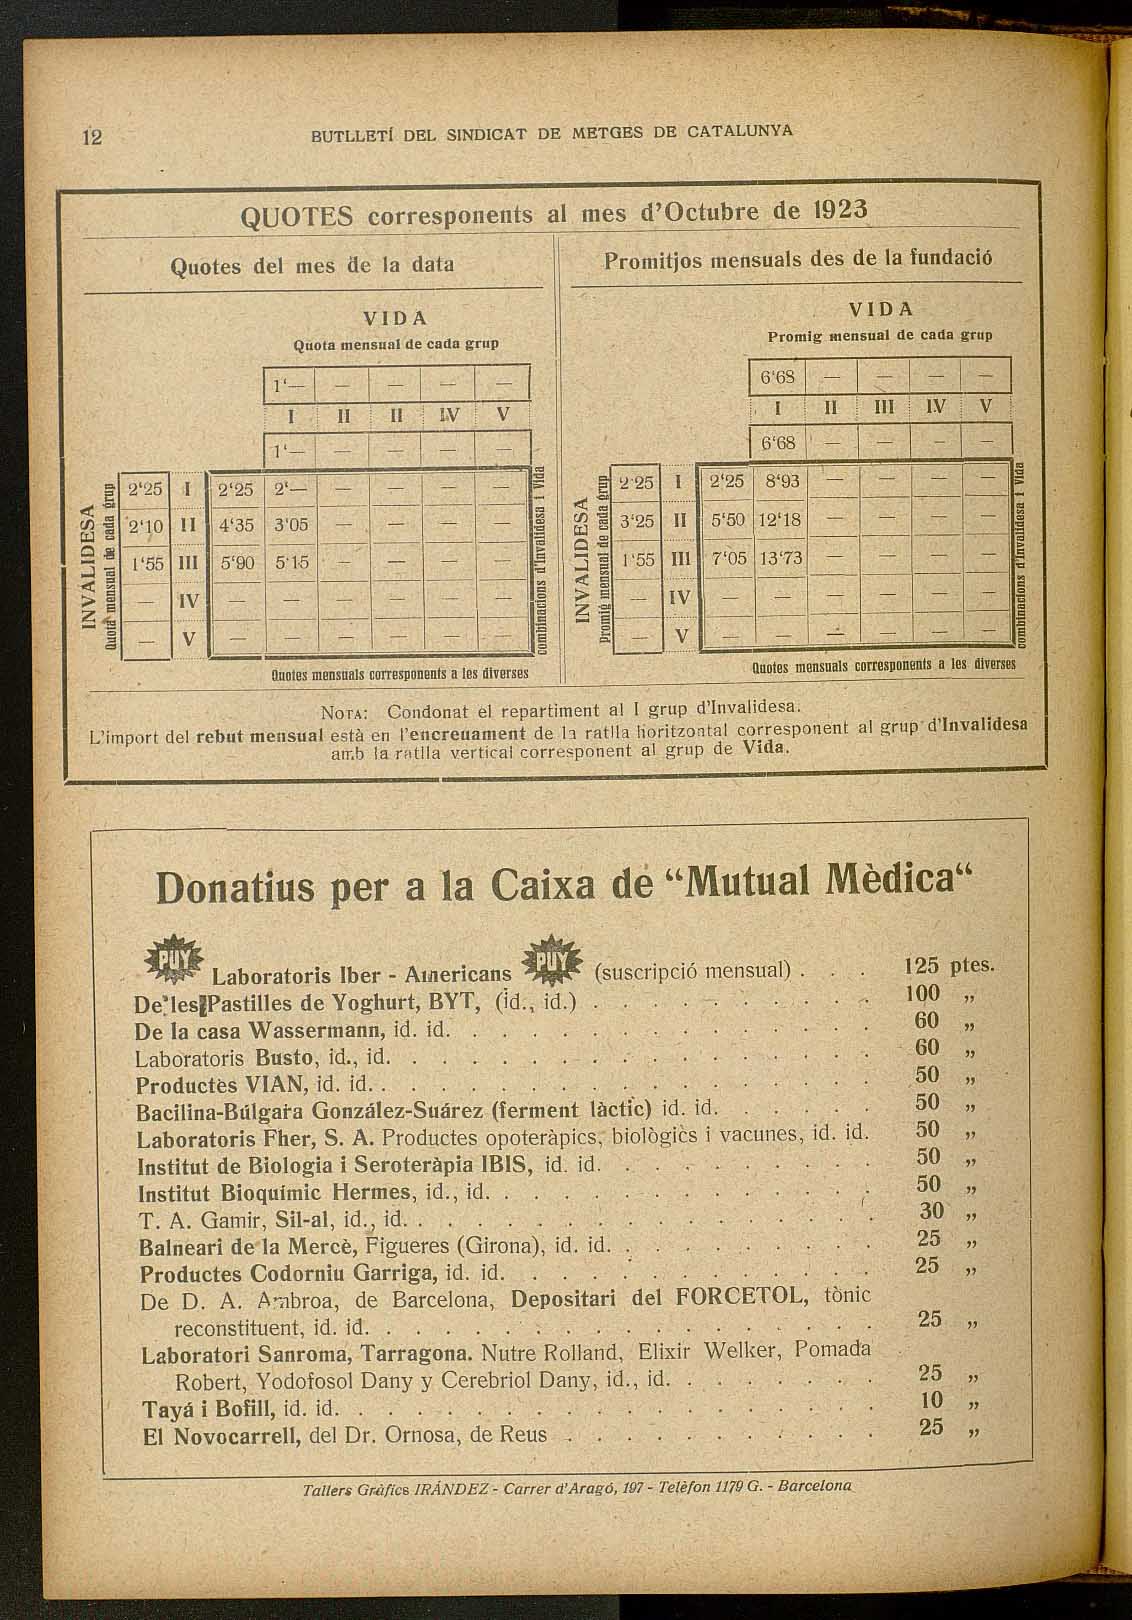 12
BUTLLETÍ DEL SINDICAT DE METGES DE CATALUNYA
QUOTES corresponents al mes d'Octubre de 1923
Quotes del mes de la data
VIDA
Quota mensual de cada grup
1‘— — — — —
I II II IV V
1‘— — — — —
INVALIDESA
Quota mensual de cada grup
2‘25 I 2‘25 2‘— — — — —
2‘10 II 4‘35 3‘05 — — — —
1‘55 III 5‘90 5‘15 — — — —
— IV — — — — — —
— V — — — — — —
combinacions d'Invalidesa i Vida
Quotes mensuals corresponents a les diverses
Promitjos mensuals des de la fundació
VIDA
Promig mensual de cada grup
6‘68 — — — —
I II III IV V
6‘68 — — — —
INVALIDESA
Promig mensual de cada grup
2‘25 I 2‘25 8‘93 — — — —
3‘25 II 5‘50 12‘18 — — — —
1‘55 III 7‘05 13‘73 — — — —
— IV — — — — — —
— V — — — — — —
combinacions d'Invalidesa i Vida
Quotes mensuals corresponents a les diverses
NOTA: Condonat el repartiment al I grup d'Invalidesa.
L'import del rebut mensual està en l'encreuament de la ratlla horitzontal corresponent al grup d'Invalidesa
amb la ratlla vertical corresponent al grup de Vida.
Donatius per a la Caixa de “Mutual Mèdica“
PUY Laboratoris Iber - Americans PUY (suscripció mensual) . . . 125 ptes.
De les Pastilles de Yoghurt, BYT, (id., id.) . . . . . . . . . . 100 „
De la casa Wassermann, id. id. . . . . . . . . . . . . . . 60 „
Laboratoris Busto, id., id. . . . . . . . . . . . . . . . . 60 „
Productes VIAN, id. id. . . . . . . . . . . . . . . . . . 50 „
Bacilina-Búlgara González-Suárez (ferment làctic) id. id. . . . . . 50 „
Laboratoris Fher, S. A. Productes opoteràpics, biològics i vacunes, id. id. 50 „
Institut de Biologia i Seroteràpia IBIS, id. id. . . . . . . . . . 50 „
Institut Bioquímic Hermes, id., id. . . . . . . . . . . . . . 50 „
T. A. Gamir, Sil-al, id., id. . . . . . . . . . . . . . . . . 30 „
Balneari de la Mercè, Figueres (Girona), id. id. . . . . . . . . . 25 „
Productes Codorniu Garriga, id. id. . . . . . . . . . . . . . 25 „
De D. A. Ambroa, de Barcelona, Depositari del FORCETOL, tònic
reconstituent, id. id. . . . . . . . . . . . . . . . . . 25 „
Laboratori Sanroma, Tarragona. Nutre Rolland, Elixir Welker, Pomada
Robert, Yodofosol Dany y Cerebriol Dany, id., id. . . . . . . . 25 „
Tayá i Bofill, id. id. . . . . . . . . . . . . . . . . . . 10 „
El Novocarrell, del Dr. Ornosa, de Reus . . . . . . . . . . . 25 „
Tallers Gràfics IRÁNDEZ - Carrer d'Aragó, 197 - Telèfon 1179 G. - Barcelona